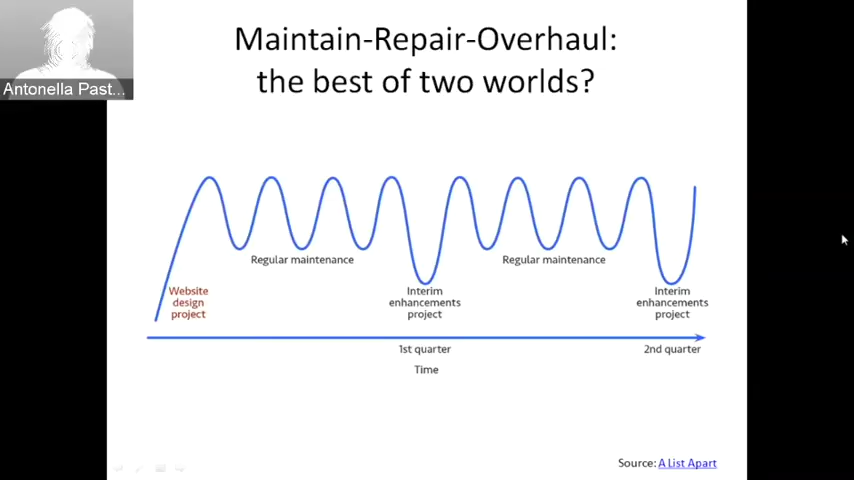 Antonella Past...
Maintain-Repair-Overhaul:
the best of two worlds?
Regular maintenance
Regular maintenance
Website
design
project
Interim
enhancements
project
Interim
enhancements
project
1st quarter
2nd quarter
Time
Source: A List Apart